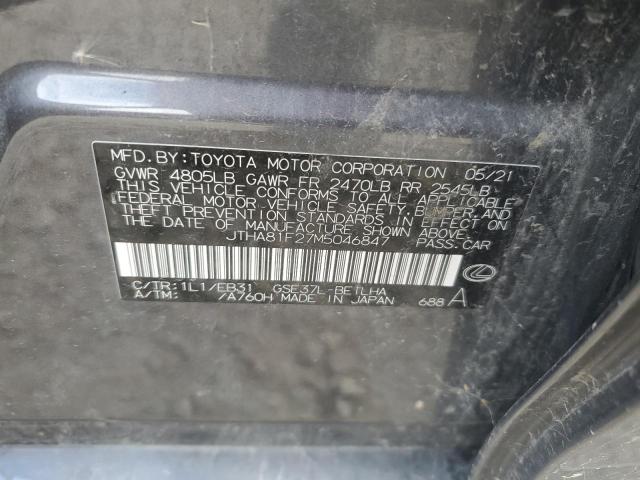 MFD. BY: TOYOTA MOTOR CORPORATION 05/21
GVWR 4805LB GAWR FR 2470LB RR 2545LB
THIS VEHICLE CONFORMS TO ALL APPLICABLE
FEDERAL MOTOR VEHICLE SAFETY, BUMPER, AND
THEFT PREVENTION STANDARDS IN EFFECT ON
THE DATE OF MANUFACTURE SHOWN ABOVE.
JTHA81F27M5046847 PASS.CAR
C/TR: 1L1/EB31 GSE37L-BETLHA
A/TM: /A760H MADE IN JAPAN 688 A